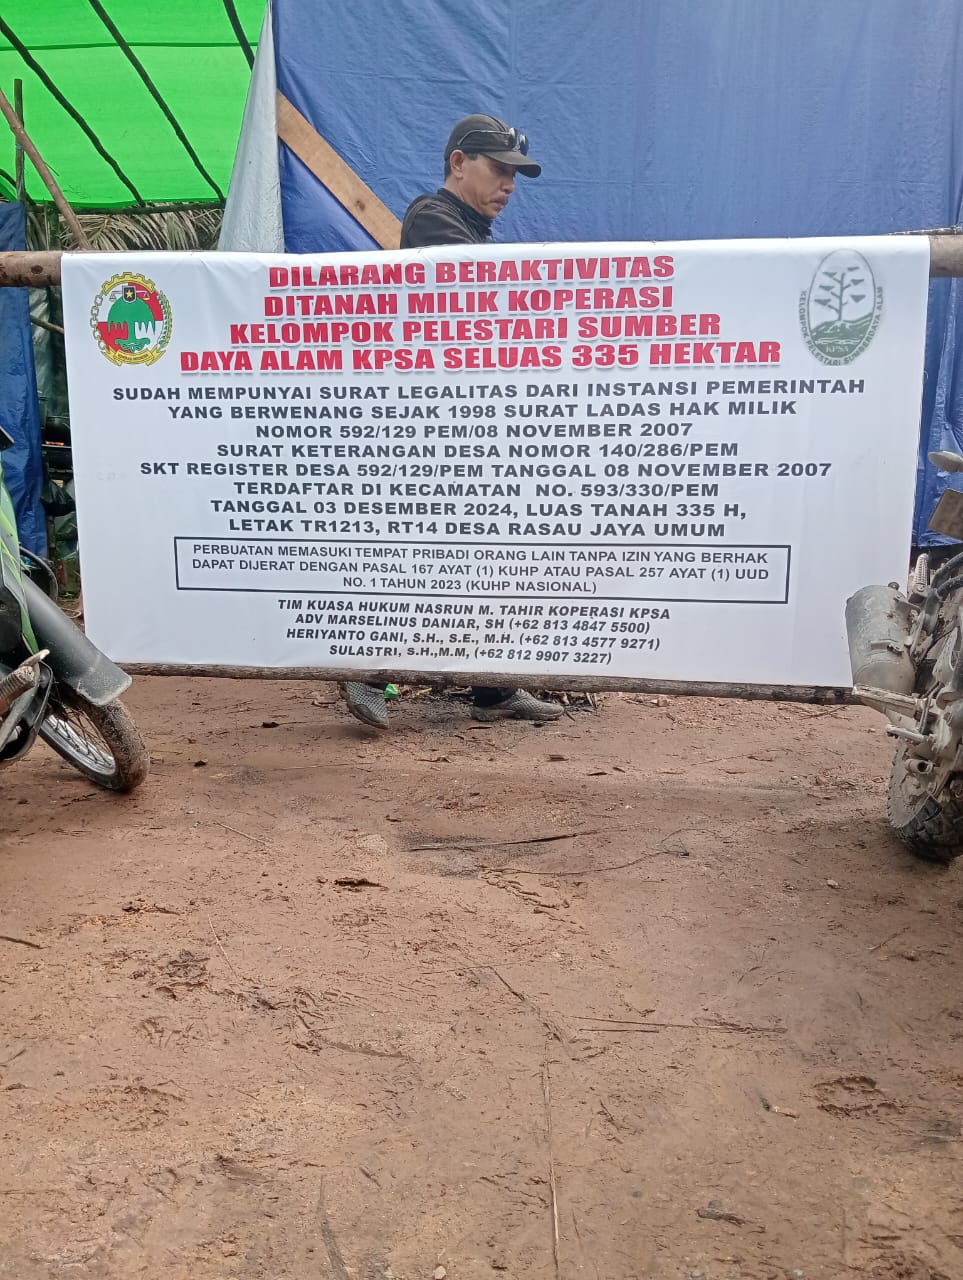 DILARANG BERAKTIVITAS
DITANAH MILIK KOPERASI
KELOMPOK PELESTARI SUMBER
DAYA ALAM KPSA SELUAS 335 HEKTAR
KELOMPOK PELESTARI SUMBERDAYA ALAM
KPSA
SUDAH MEMPUNYAI SURAT LEGALITAS DARI INSTANSI PEMERINTAH
YANG BERWENANG SEJAK 1998 SURAT LADAS HAK MILIK
NOMOR 592/129 PEM/08 NOVEMBER 2007
SURAT KETERANGAN DESA NOMOR 140/286/PEM
SKT REGISTER DESA 592/129/PEM TANGGAL 08 NOVEMBER 2007
TERDAFTAR DI KECAMATAN NO. 593/330/PEM
TANGGAL 03 DESEMBER 2024, LUAS TANAH 335 H,
LETAK TR1213, RT14 DESA RASAU JAYA UMUM
PERBUATAN MEMASUKI TEMPAT PRIBADI ORANG LAIN TANPA IZIN YANG BERHAK
DAPAT DIJERAT DENGAN PASAL 167 AYAT (1) KUHP ATAU PASAL 257 AYAT (1) UUD
NO. 1 TAHUN 2023 (KUHP NASIONAL)
TIM KUASA HUKUM NASRUN M. TAHIR KOPERASI KPSA
ADV MARSELINUS DANIAR, SH (+62 813 4847 5500)
HERIYANTO GANI, S.H., S.E., M.H. (+62 813 4577 9271)
SULASTRI, S.H.,M.M, (+62 812 9907 3227)